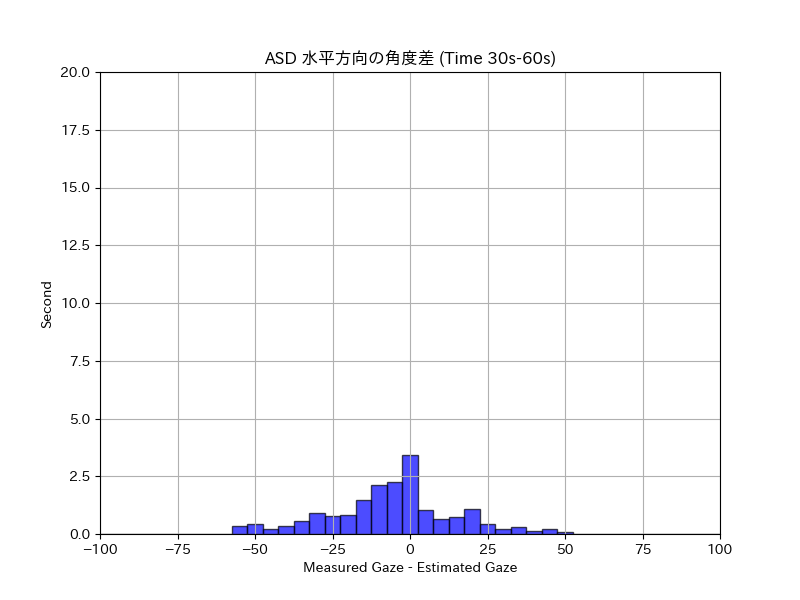 ASD 水平方向の角度差 (Time 30s-60s)
20.0
17.5
15.0
12.5
10.0
7.5
5.0
2.5
0.0
Second
−100 −75 −50 −25 0 25 50 75 100
Measured Gaze - Estimated Gaze